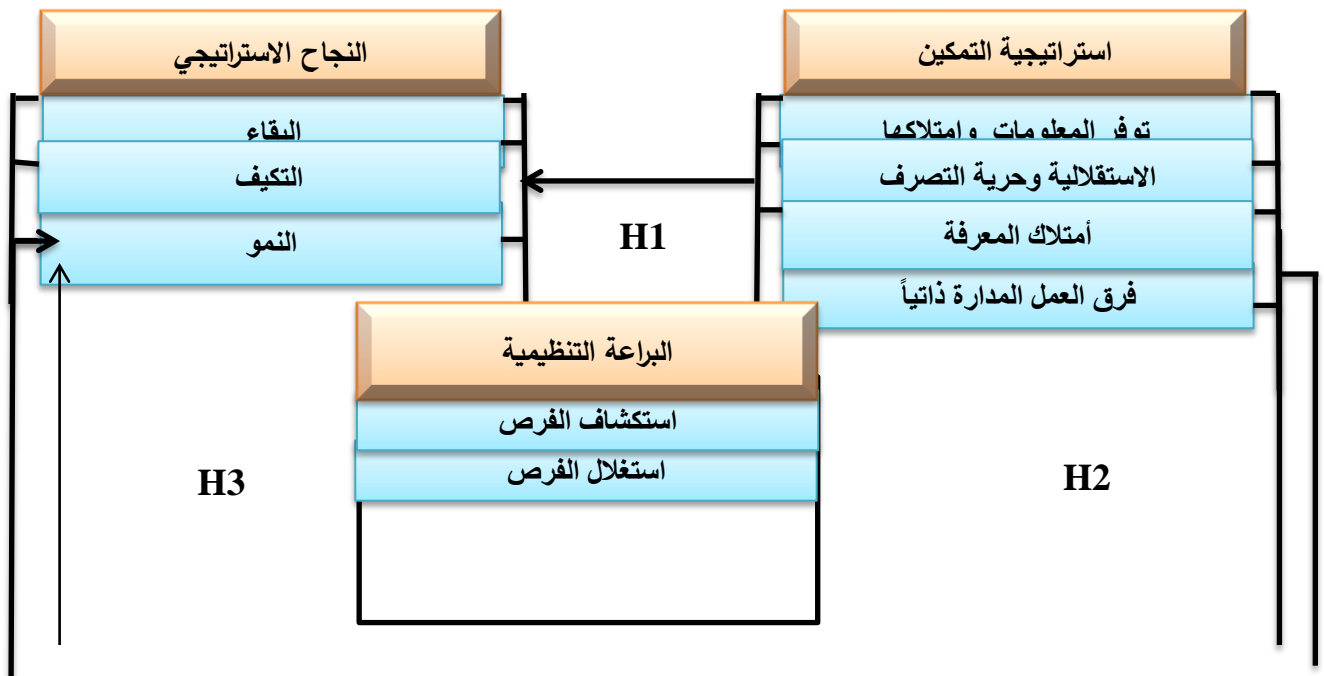 استراتيجية التمكين
توفر المعلومات وامتلاكها
الاستقلالية وحرية التصرف
أمتلاك المعرفة
فرق العمل المدارة ذاتياً
النجاح الاستراتيجي
البقاء
التكيف
النمو
H1
البراعة التنظيمية
استكشاف الفرص
استغلال الفرص
H2
H3